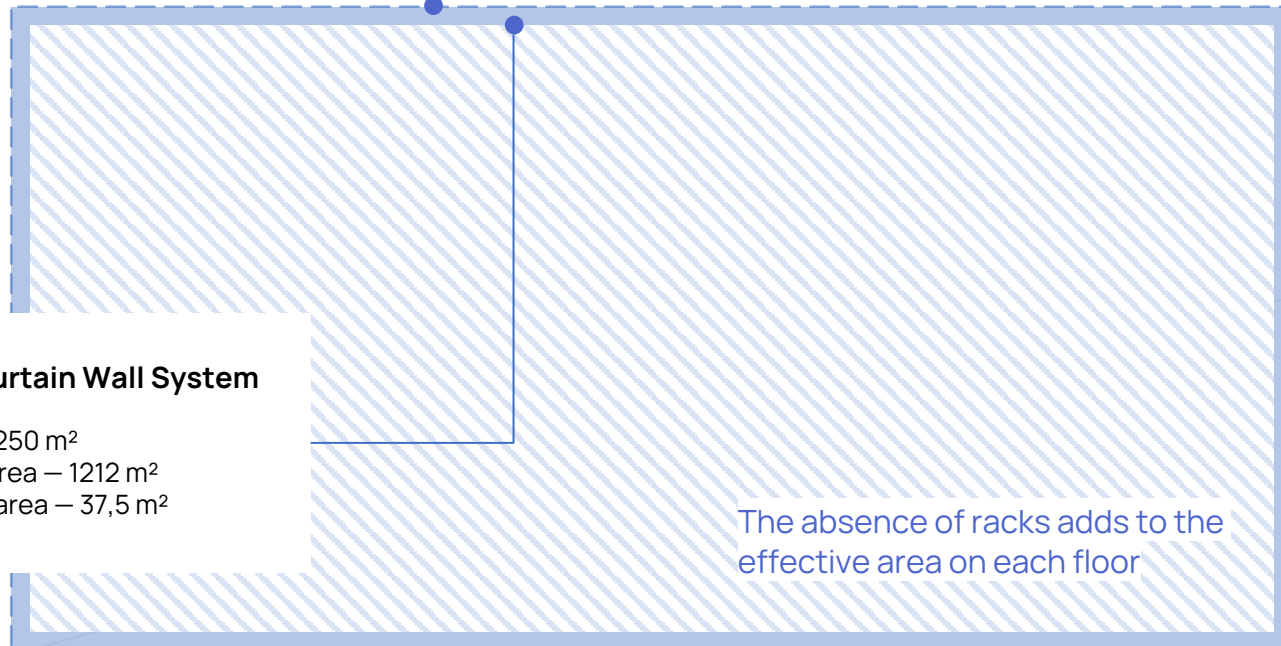 urtain Wall System
250 m²
rea — 1212 m²
area — 37,5 m²
The absence of racks adds to the
effective area on each floor